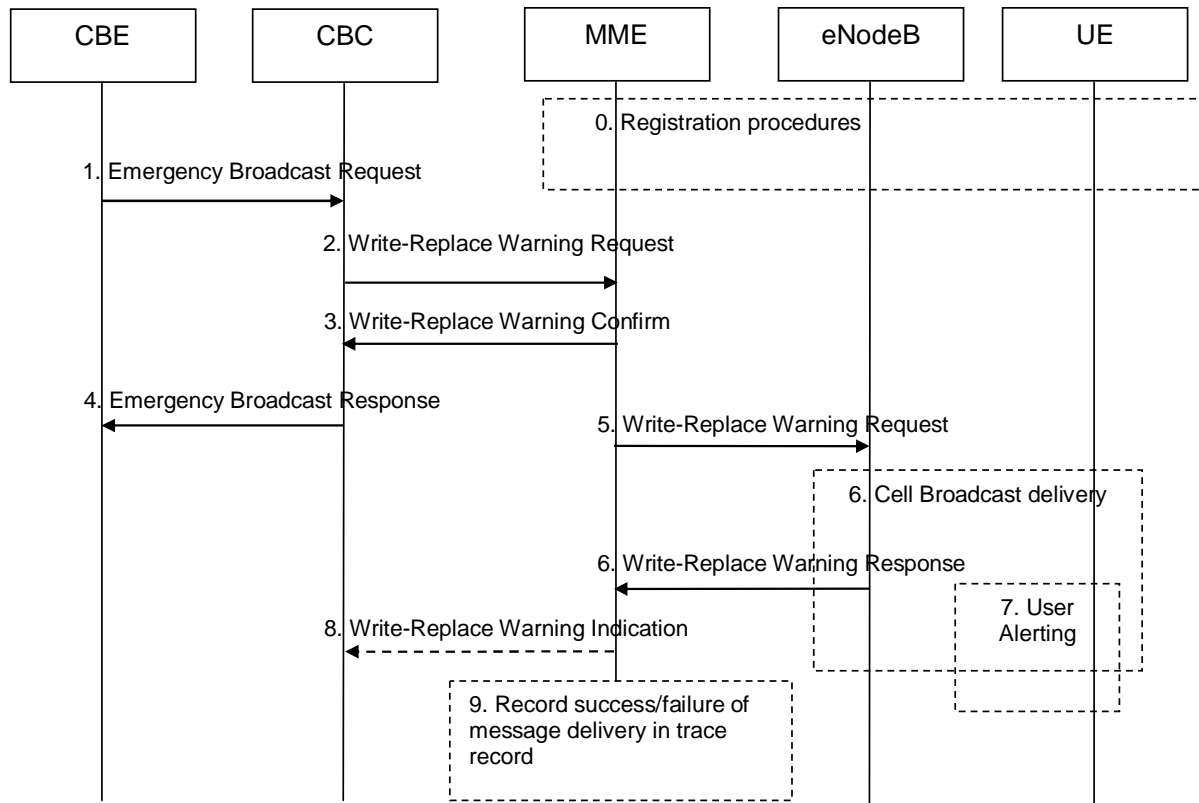 CBE
CBC
MME
eNodeB
UE
0. Registration procedures
1. Emergency Broadcast Request
2. Write-Replace Warning Request
3. Write-Replace Warning Confirm
4. Emergency Broadcast Response
5. Write-Replace Warning Request
6. Cell Broadcast delivery
6. Write-Replace Warning Response
7. User
Alerting
8. Write-Replace Warning Indication
9. Record success/failure of
message delivery in trace
record